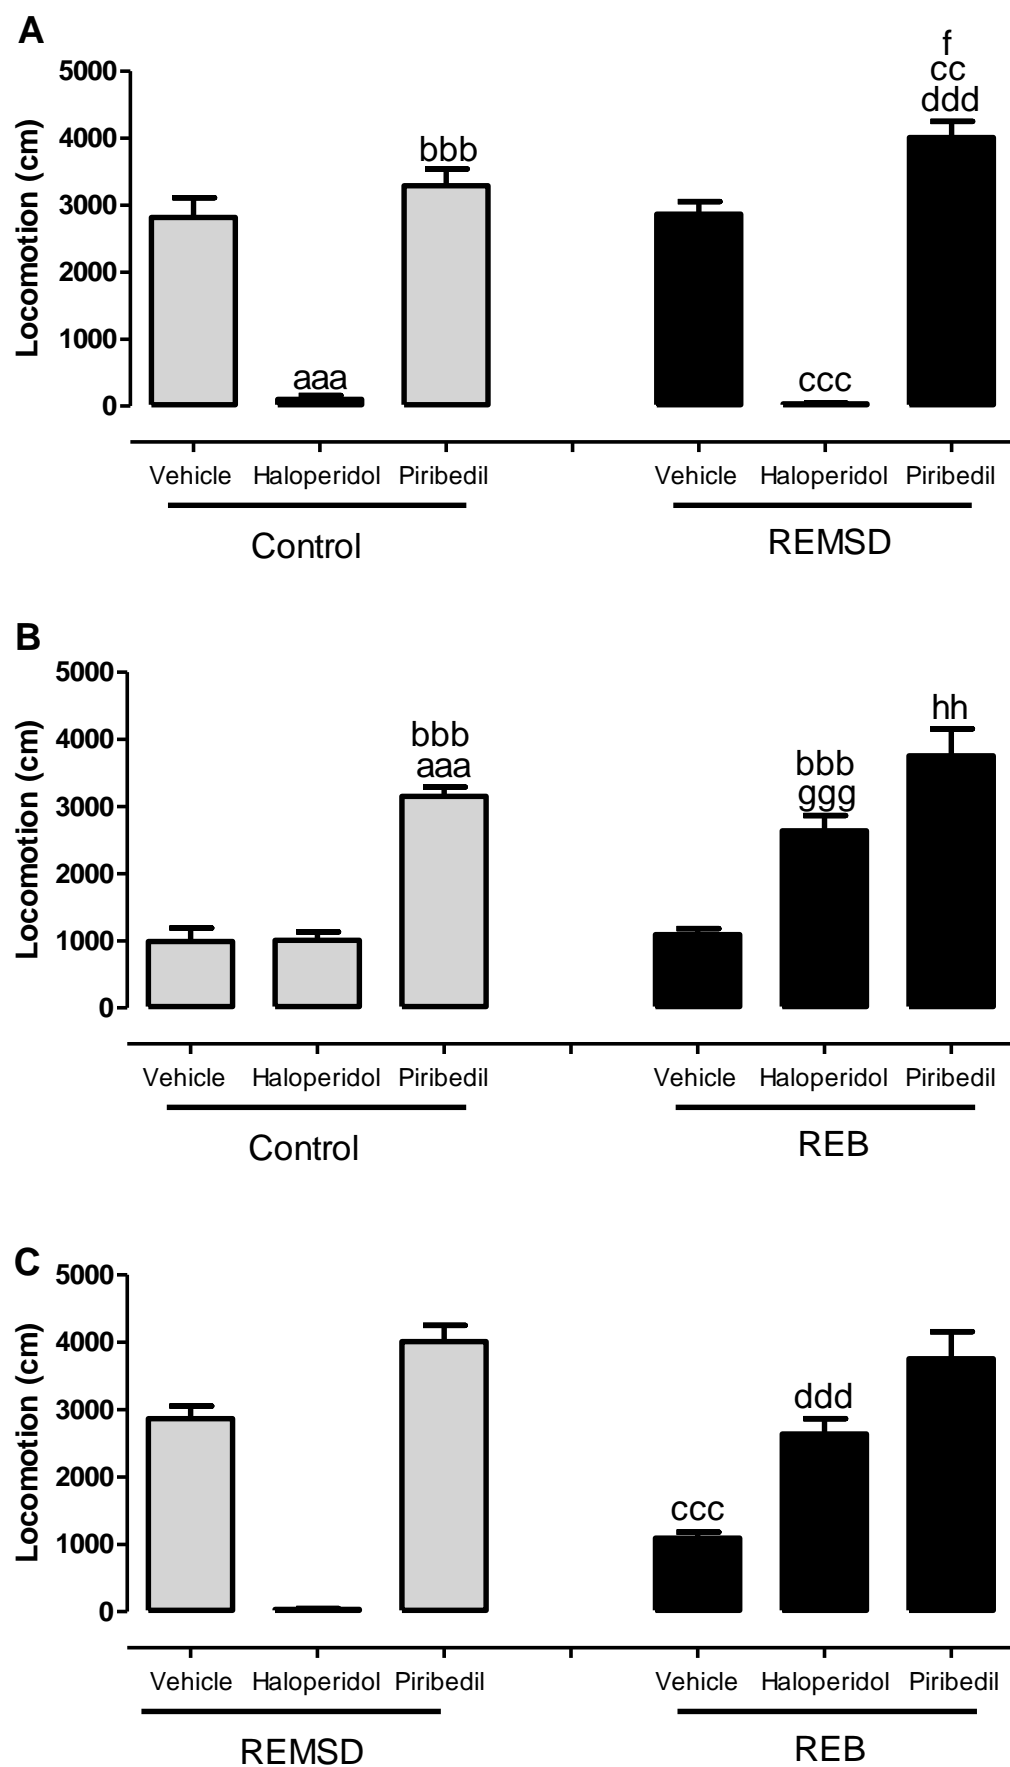 A
f
cc
ddd
bbb
aaa
ccc
Locomotion (cm)
5000
4000
3000
2000
1000
0
Vehicle Haloperidol Piribedil Vehicle Haloperidol Piribedil
Control REMSD
B
hh
bbb
aaa
bbb
ggg
Locomotion (cm)
5000
4000
3000
2000
1000
0
Vehicle Haloperidol Piribedil Vehicle Haloperidol Piribedil
Control REB
C
ddd
ccc
Locomotion (cm)
5000
4000
3000
2000
1000
0
Vehicle Haloperidol Piribedil Vehicle Haloperidol Piribedil
REMSD REB